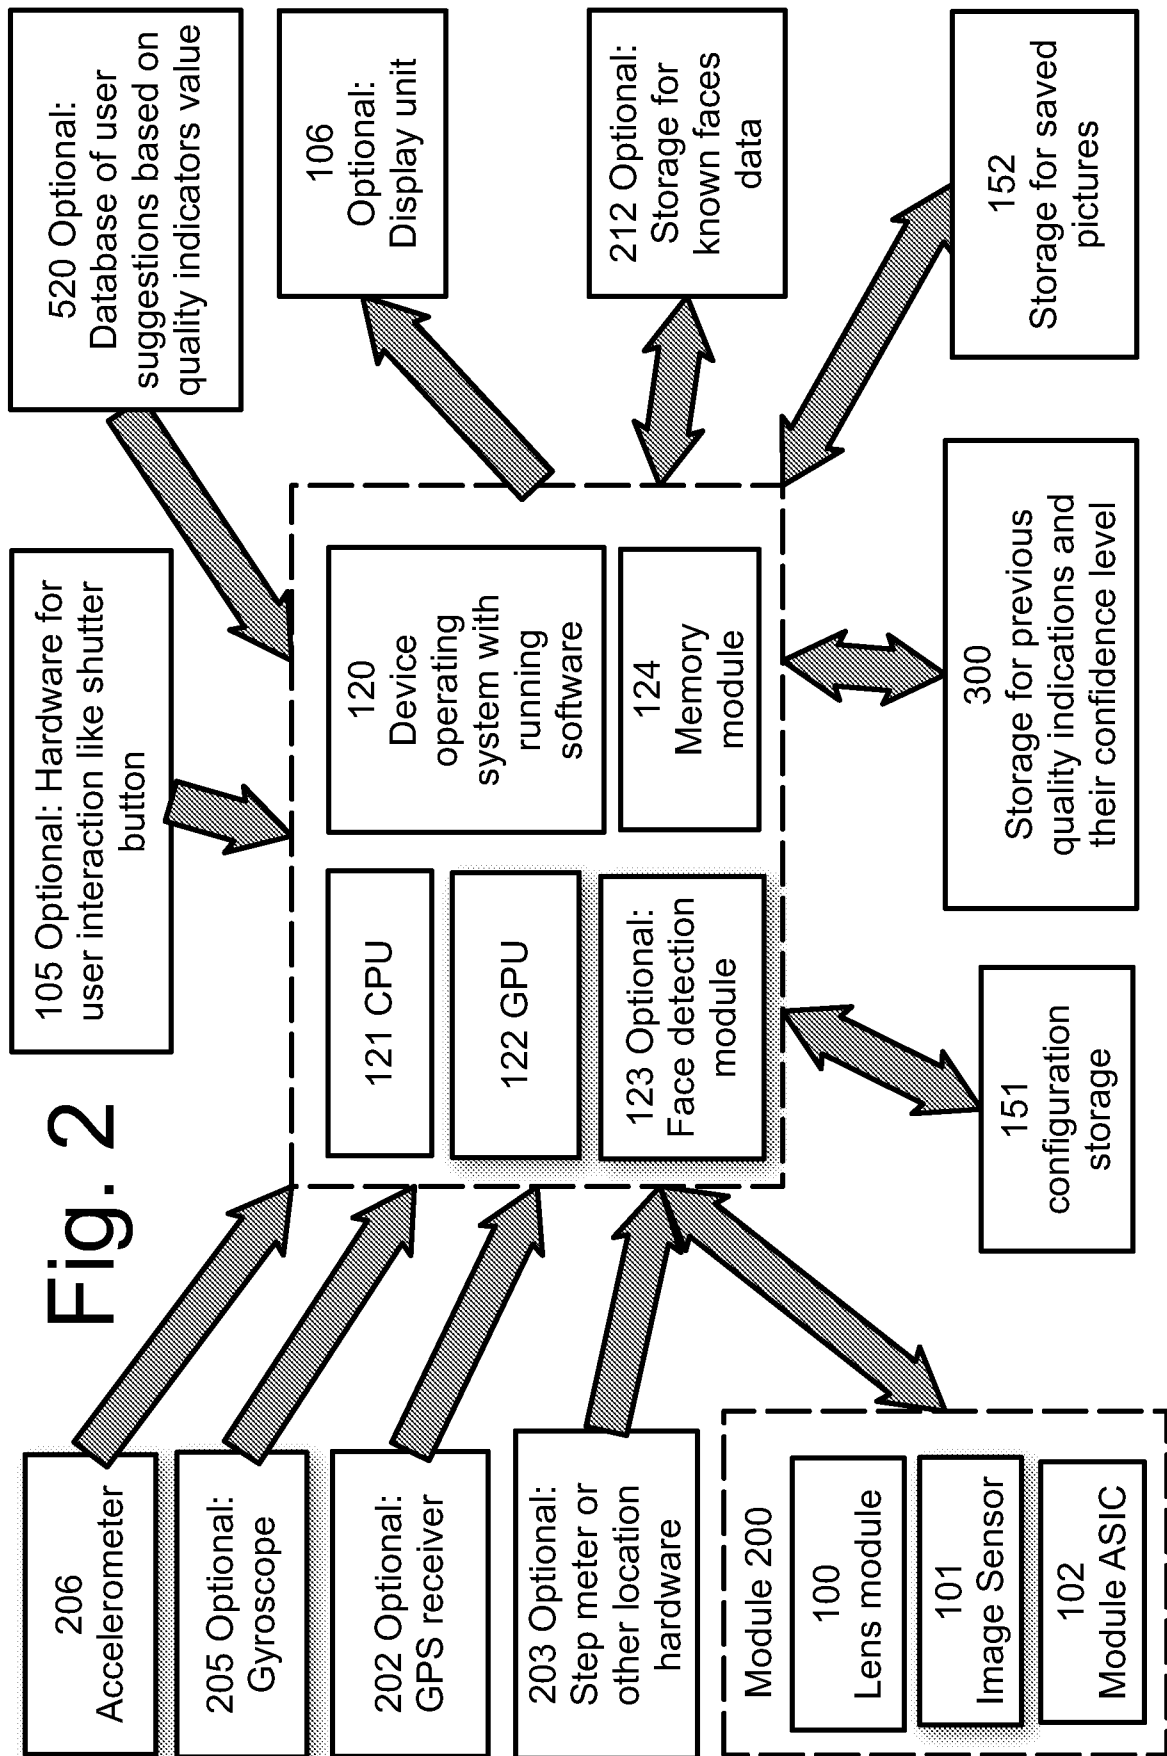 Fig. 2
206
Accelerometer
205 Optional:
Gyroscope
202 Optional:
GPS receiver
203 Optional:
Step meter or
other location
hardware
Module 200
100
Lens module
101
Image Sensor
102
Module ASIC
105 Optional: Hardware for
user interaction like shutter
button
121 CPU
122 GPU
123 Optional:
Face detection
module
120
Device
operating
system with
running
software
124
Memory
module
151
configuration
storage
300
Storage for previous
quality indications and
their confidence level
520 Optional:
Database of user
suggestions based on
quality indicators value
106
Optional:
Display unit
212 Optional:
Storage for
known faces
data
152
Storage for saved
pictures